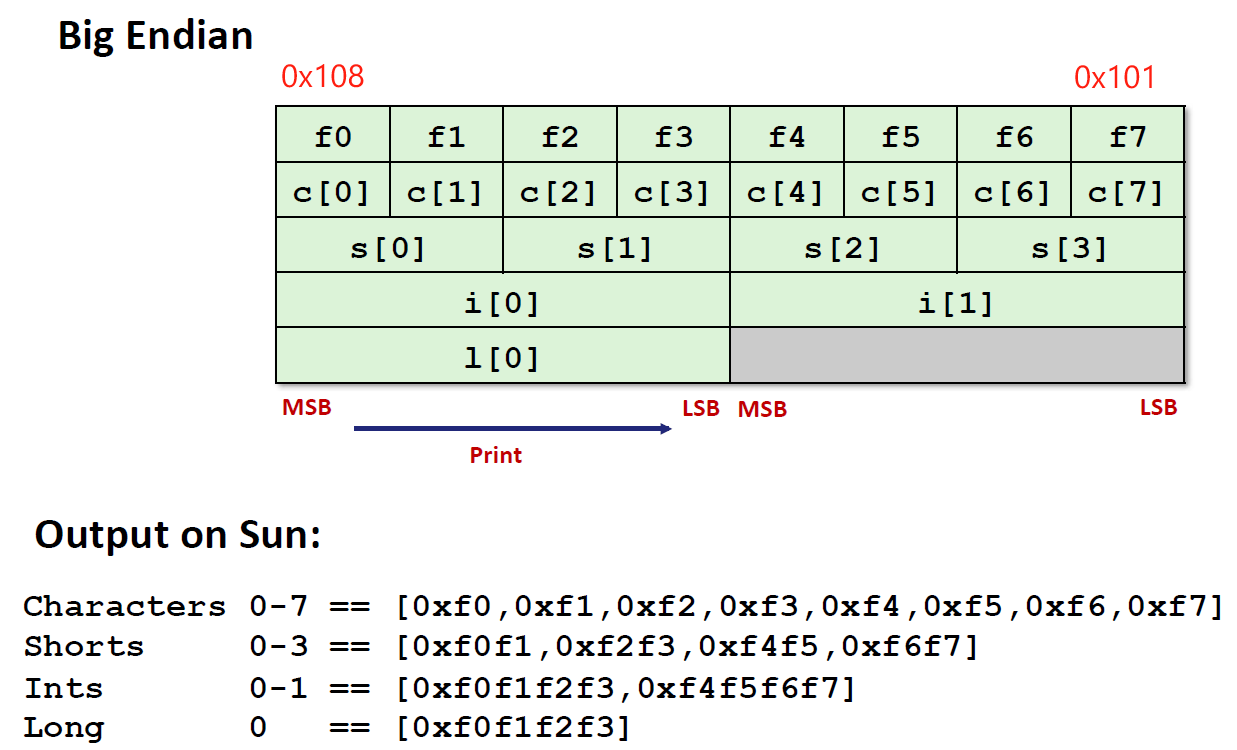 Big Endian
0x108 0x101
f0 f1 f2 f3 f4 f5 f6 f7
c[0] c[1] c[2] c[3] c[4] c[5] c[6] c[7]
s[0] s[1] s[2] s[3]
i[0] i[1]
l[0]
MSB LSB MSB LSB
Print
Output on Sun:
Characters 0-7 == [0xf0,0xf1,0xf2,0xf3,0xf4,0xf5,0xf6,0xf7]
Shorts 0-3 == [0xf0f1,0xf2f3,0xf4f5,0xf6f7]
Ints 0-1 == [0xf0f1f2f3,0xf4f5f6f7]
Long 0 == [0xf0f1f2f3]